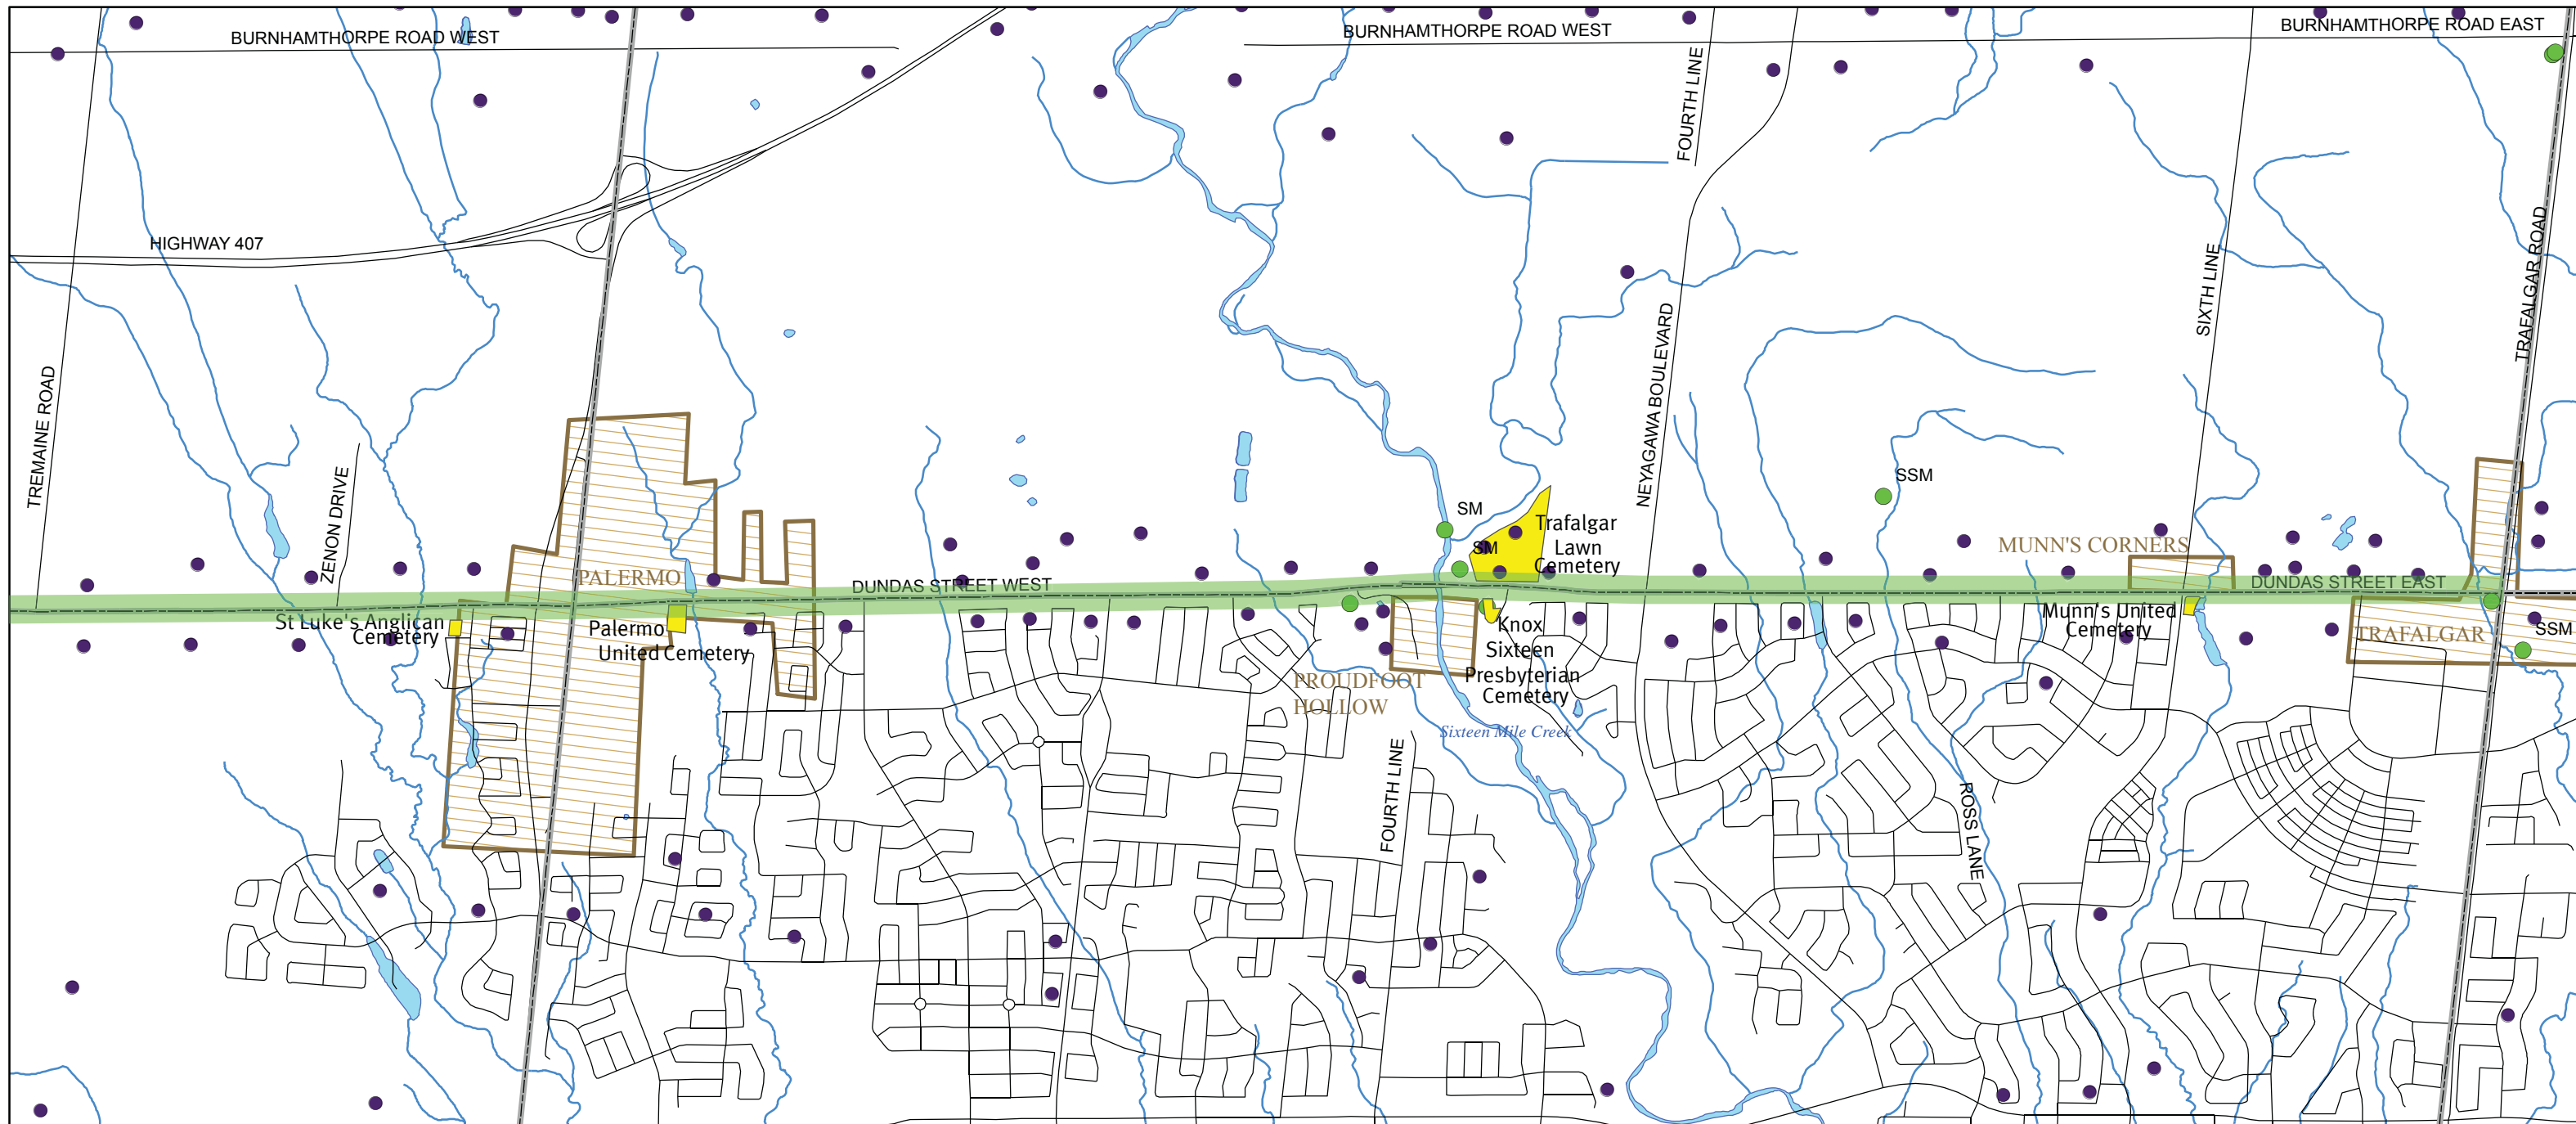 BURNHAMTHORPE ROAD WEST
BURNHAMTHORPE ROAD WEST
BURNHAMTHORPE ROAD EAST
FOURTH LINE
HIGHWAY 407
TRAFALGAR ROAD
SIXTH LINE
NEYAGAWA BOULEVARD
TREMAINE ROAD
ZENON DRIVE
SSM
SM
SM
Trafalgar
Lawn
Cemetery
MUNN'S CORNERS
PALERMO
DUNDAS STREET WEST
DUNDAS STREET EAST
St Luke's Anglican
Cemetery
Palermo
United Cemetery
Knox
Sixteen
Presbyterian
Cemetery
Munn's United
Cemetery
TRAFALGAR
SSM
PROUDFOOT
HOLLOW
Sixteen Mile Creek
FOURTH LINE
ROSS LANE